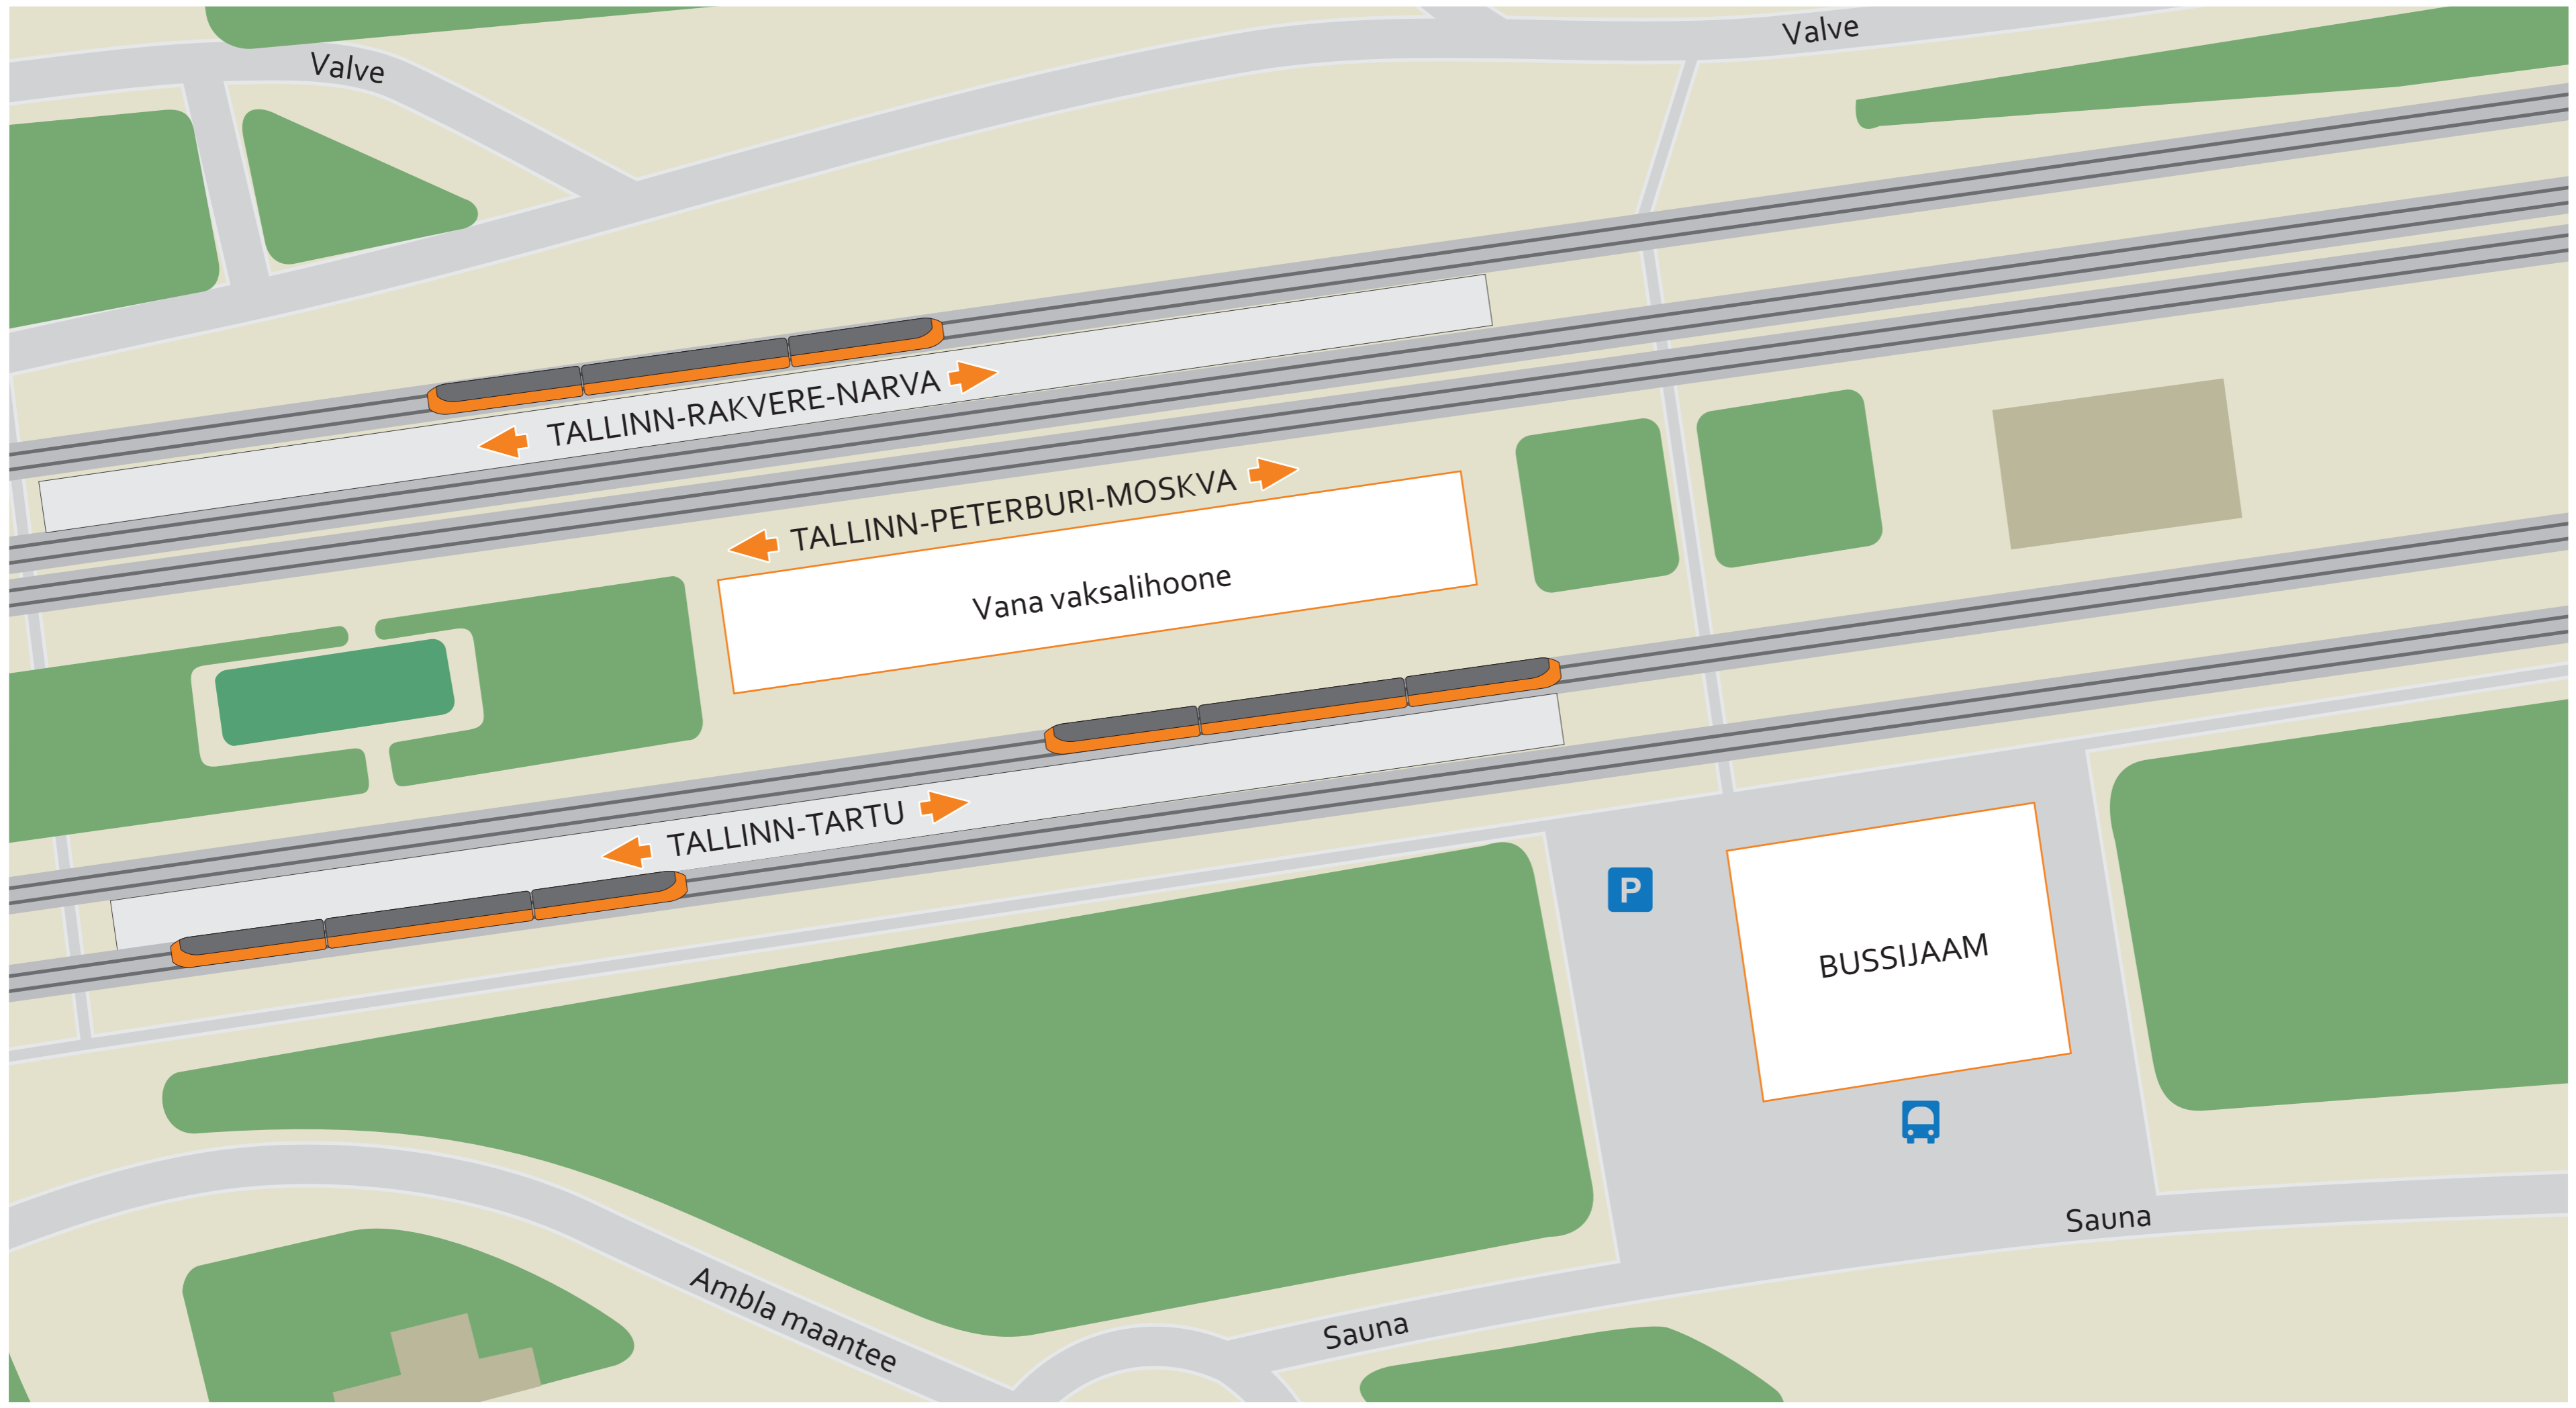 Valve
Valve
TALLINN-RAKVERE-NARVA
TALLINN-PETERBURI-MOSKVA
Vana vaksalihoone
TALLINN-TARTU
P
BUSSIJAAM
Sauna
Ambla maantee
Sauna